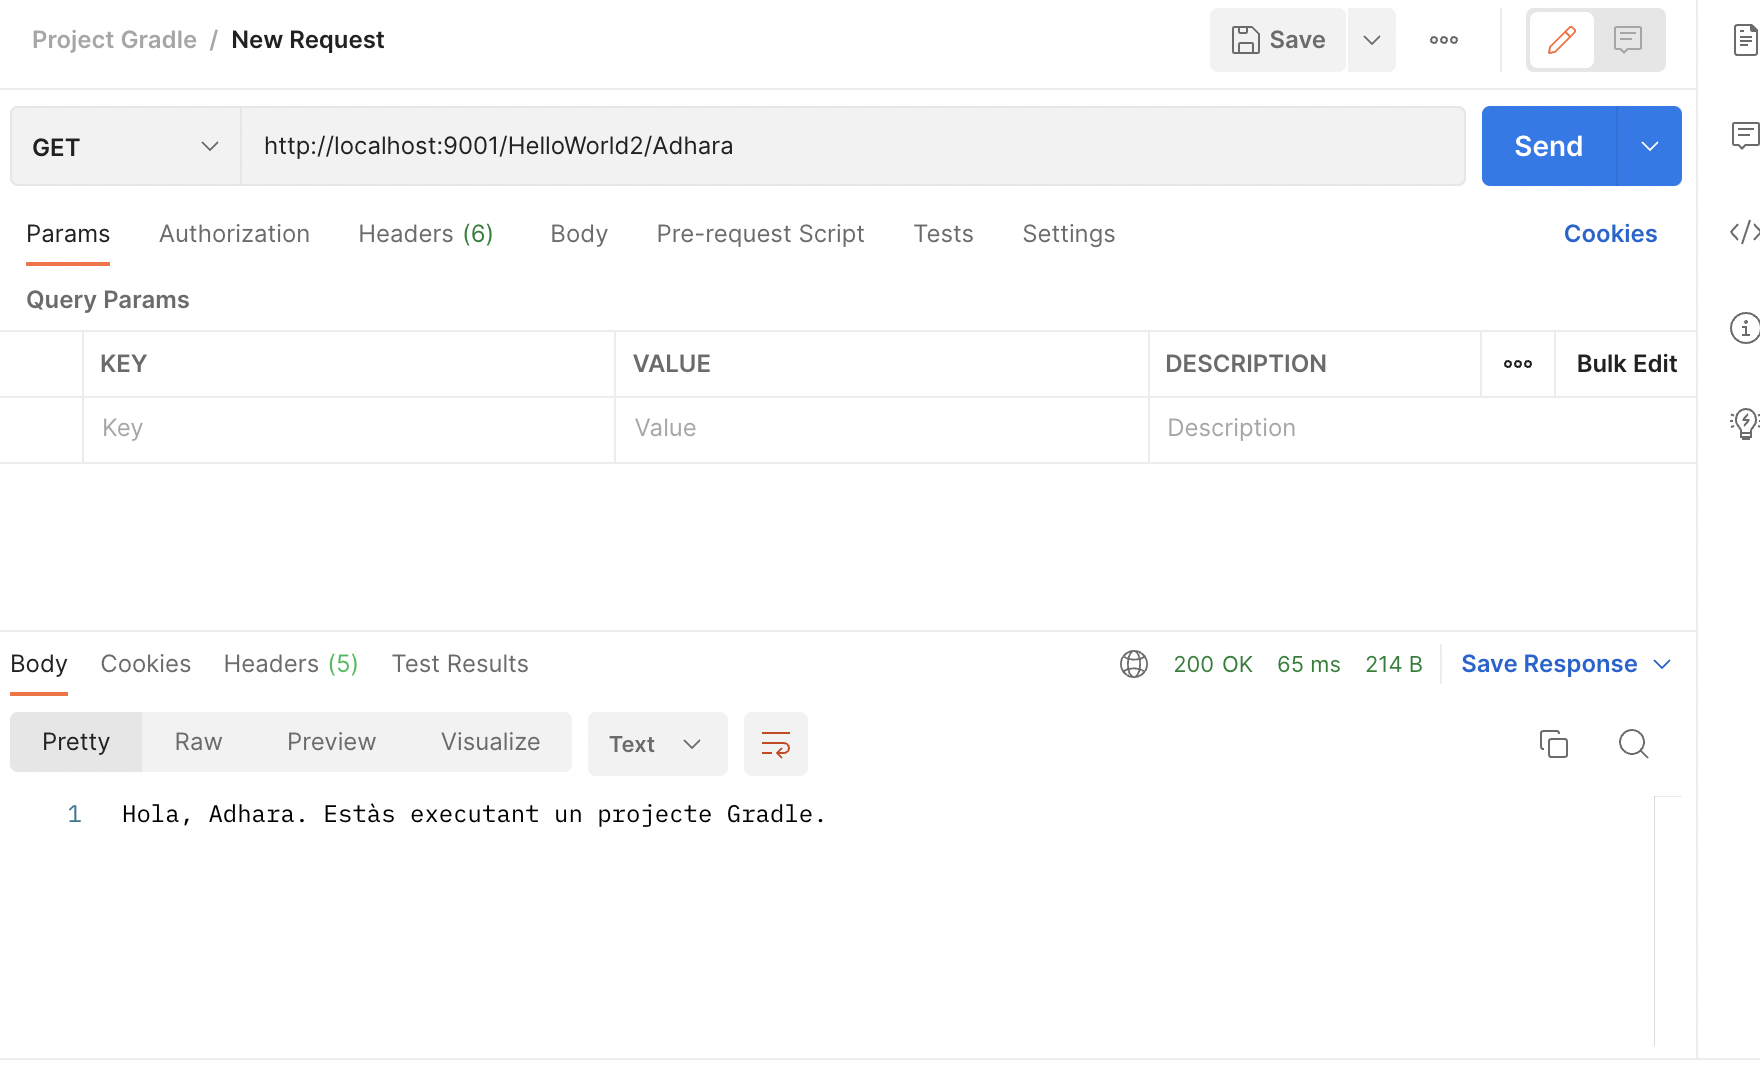 Project Gradle / New Request
Save
GET
http://localhost:9001/HelloWorld2/Adhara
Send
Params Authorization Headers (6) Body Pre-request Script Tests Settings Cookies
Query Params
KEY VALUE DESCRIPTION Bulk Edit
Key Value Description
Body Cookies Headers (5) Test Results 200 OK 65 ms 214 B Save Response
Pretty Raw Preview Visualize Text
1 Hola, Adhara. Estàs executant un projecte Gradle.